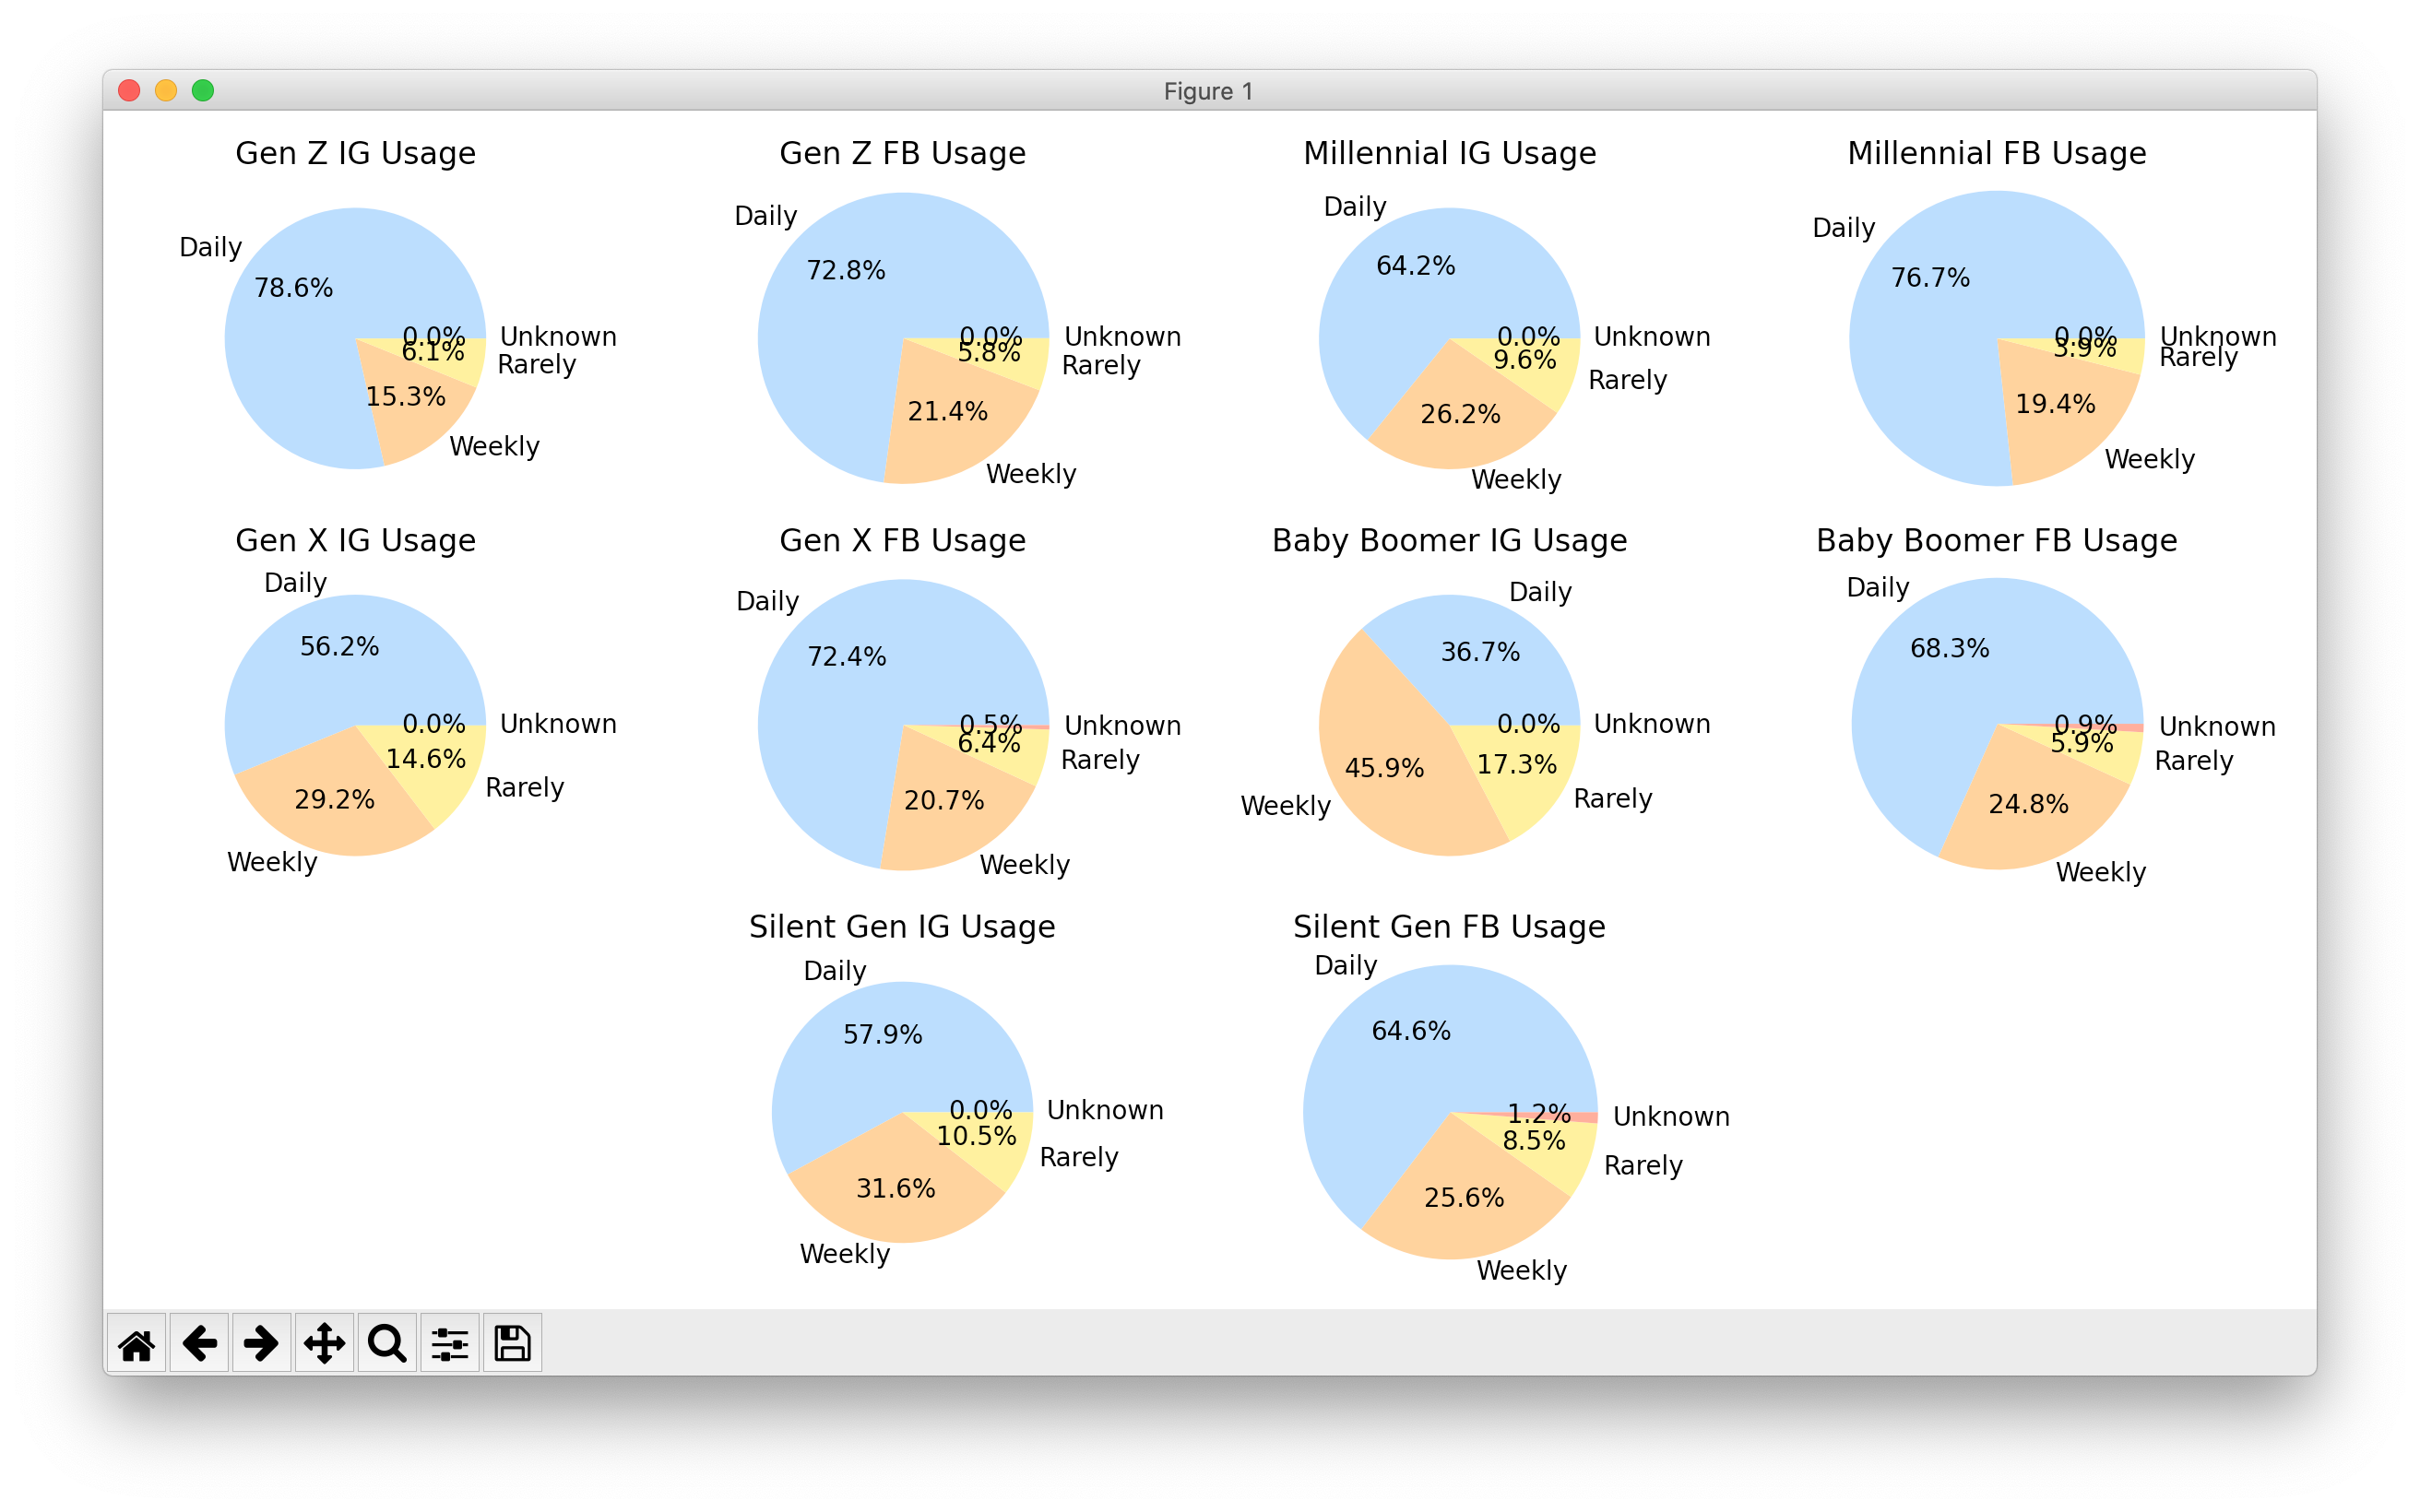 Figure 1
Gen Z IG Usage
Daily
78.6%
0.0%
Unknown
6.1%
Rarely
15.3%
Weekly
Gen Z FB Usage
Daily
72.8%
0.0%
Unknown
5.8%
Rarely
21.4%
Weekly
Millennial IG Usage
Daily
64.2%
0.0%
Unknown
9.6%
Rarely
26.2%
Weekly
Millennial FB Usage
Daily
76.7%
0.0%
Unknown
3.9%
Rarely
19.4%
Weekly
Gen X IG Usage
Daily
56.2%
0.0%
Unknown
14.6%
Rarely
29.2%
Weekly
Gen X FB Usage
Daily
72.4%
0.5%
Unknown
6.4%
Rarely
20.7%
Weekly
Baby Boomer IG Usage
Daily
36.7%
0.0%
Unknown
17.3%
Rarely
45.9%
Weekly
Baby Boomer FB Usage
Daily
68.3%
0.9%
Unknown
5.9%
Rarely
24.8%
Weekly
Silent Gen IG Usage
Daily
57.9%
0.0%
Unknown
10.5%
Rarely
31.6%
Weekly
Silent Gen FB Usage
Daily
64.6%
1.2%
Unknown
8.5%
Rarely
25.6%
Weekly